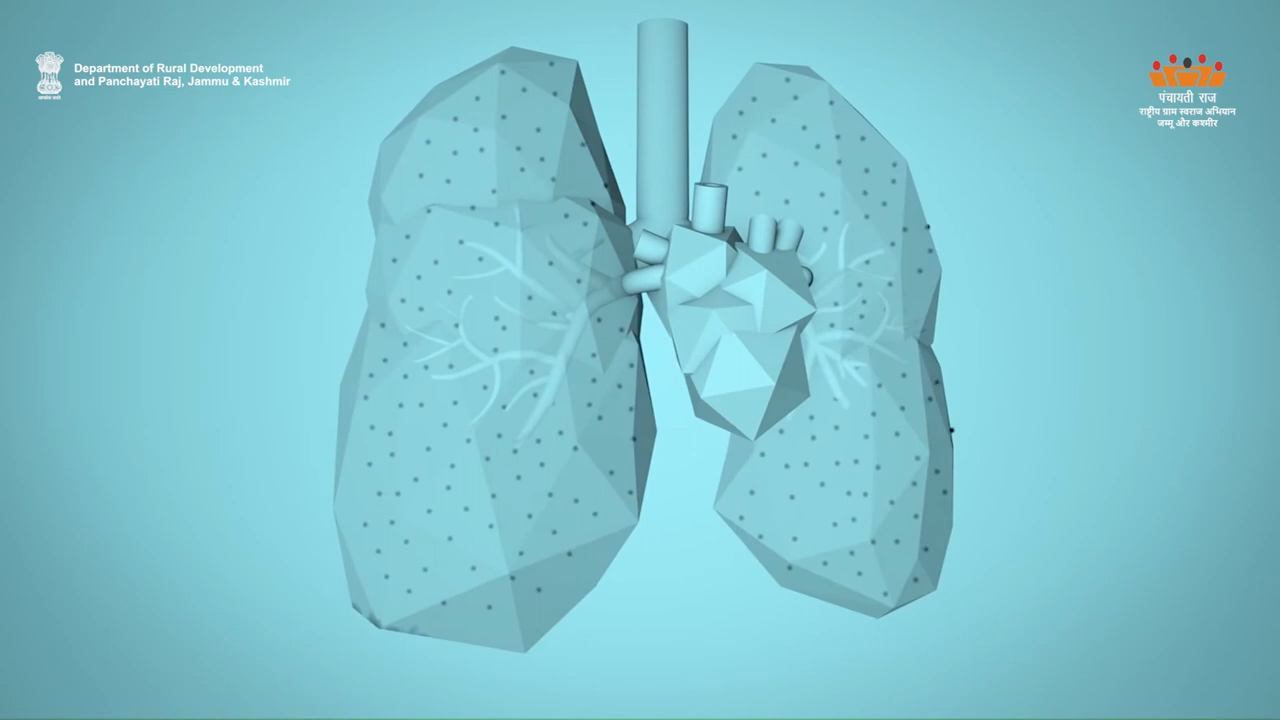 Department of Rural Development
and Panchayati Raj, Jammu & Kashmir
पंचायती राज
राष्ट्रीय ग्राम स्वराज अभियान
जम्मू और कश्मीर